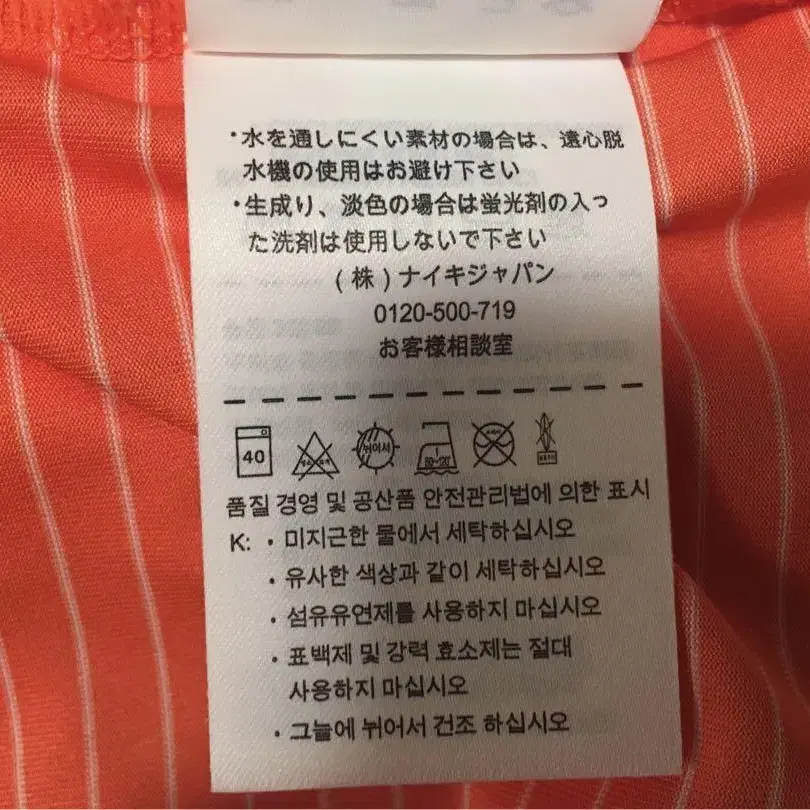 ・水を通しにくい素材の場合は、遠心脱
水機の使用はお避け下さい
・生成り、淡色の場合は蛍光剤の入っ
た洗剤は使用しないで下さい
(株)ナイキジャパン
0120-500-719
お客様相談室
40 뉘어서 80~120
품질 경영 및 공산품 안전관리법에 의한 표시
K: • 미지근한 물에서 세탁하십시오
• 유사한 색상과 같이 세탁하십시오
• 섬유유연제를 사용하지 마십시오
• 표백제 및 강력 효소제는 절대
사용하지 마십시오
• 그늘에 뉘어서 건조 하십시오